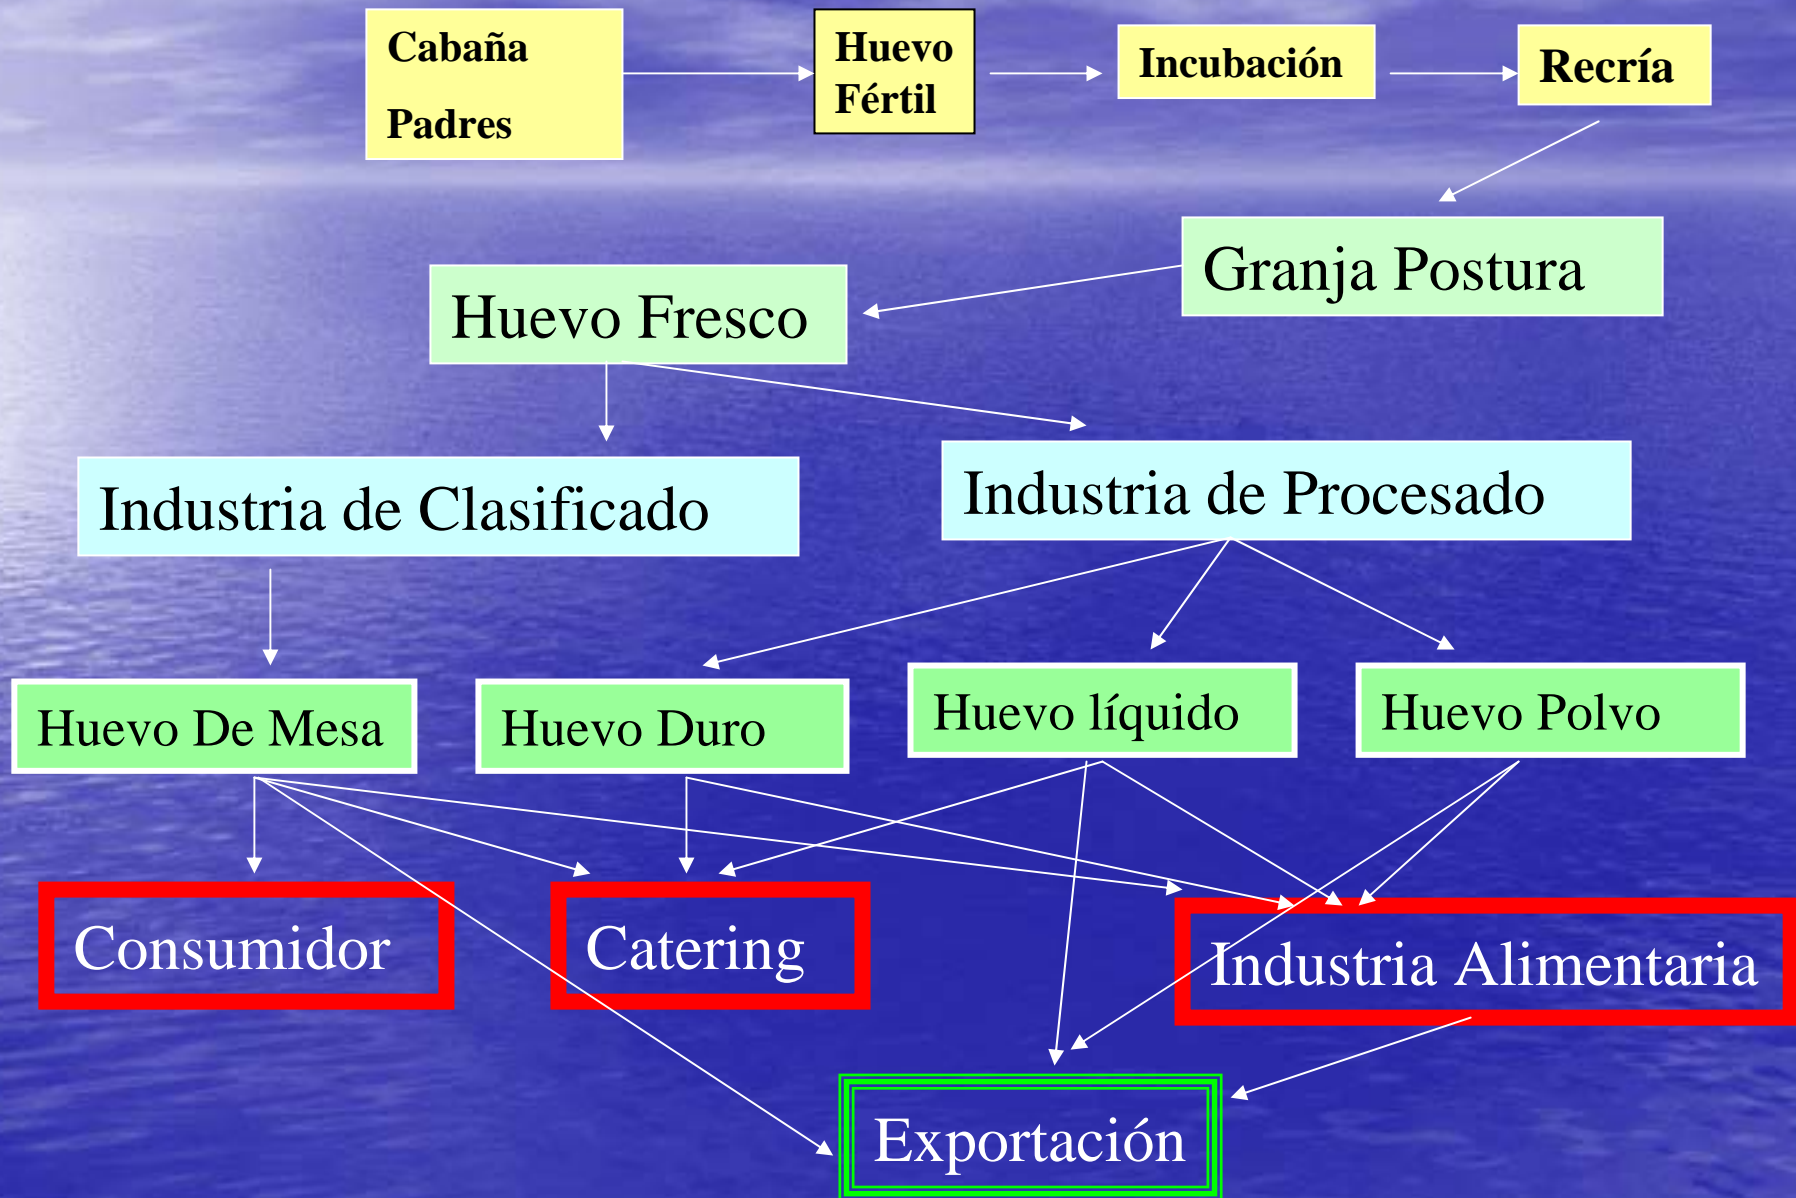 Cabaña
Padres
Huevo
Fértil
Incubación
Recría
Granja Postura
Huevo Fresco
Industria de Clasificado
Industria de Procesado
Huevo De Mesa
Huevo Duro
Huevo líquido
Huevo Polvo
Consumidor
Catering
Industria Alimentaria
Exportación